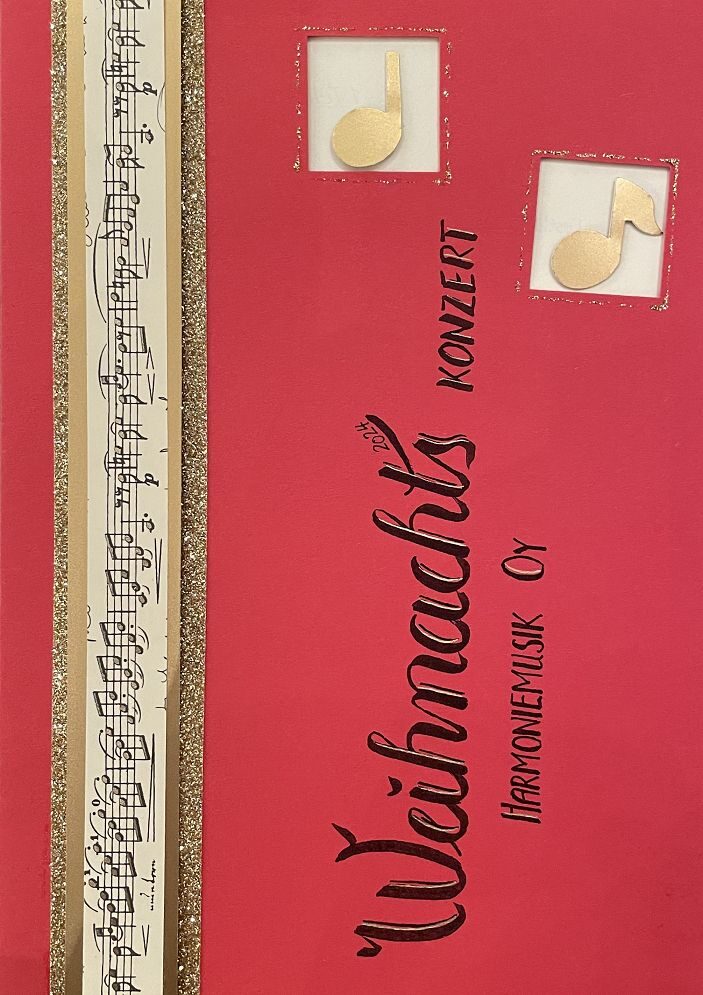 Weihnachts KONZERT
2024
HARMONIEMUSIK OY